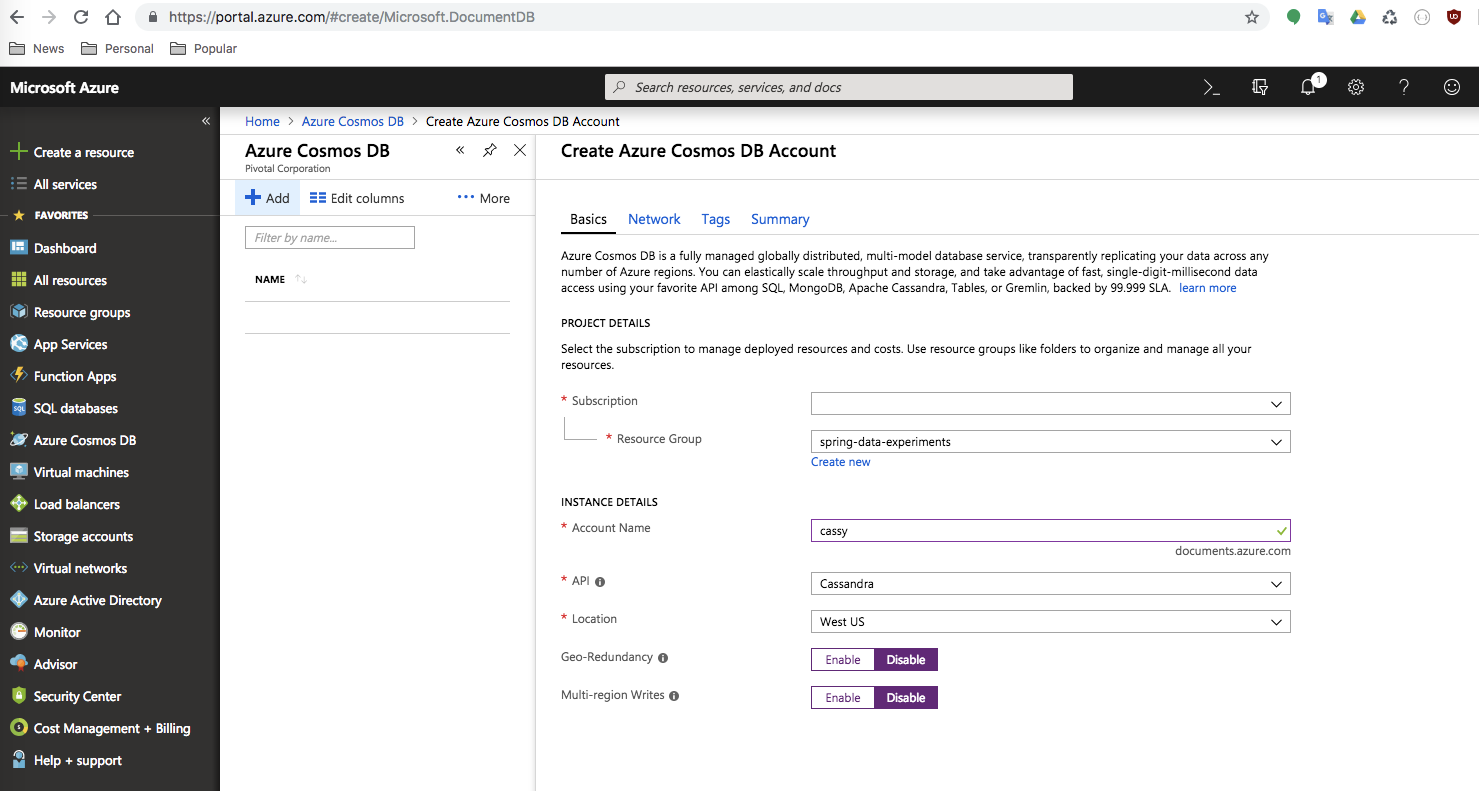 https://portal.azure.com/#create/Microsoft.DocumentDB
News Personal Popular
Microsoft Azure
Search resources, services, and docs
1
Home > Azure Cosmos DB > Create Azure Cosmos DB Account
Create a resource
All services
FAVORITES
Dashboard
All resources
Resource groups
App Services
Function Apps
SQL databases
Azure Cosmos DB
Virtual machines
Load balancers
Storage accounts
Virtual networks
Azure Active Directory
Monitor
Advisor
Security Center
Cost Management + Billing
Help + support
Azure Cosmos DB
Pivotal Corporation
Add Edit columns More
Filter by name...
NAME
Create Azure Cosmos DB Account
Basics Network Tags Summary
Azure Cosmos DB is a fully managed globally distributed, multi-model database service, transparently replicating your data across any
number of Azure regions. You can elastically scale throughput and storage, and take advantage of fast, single-digit-millisecond data
access using your favorite API among SQL, MongoDB, Apache Cassandra, Tables, or Gremlin, backed by 99.999 SLA. learn more
PROJECT DETAILS
Select the subscription to manage deployed resources and costs. Use resource groups like folders to organize and manage all your
resources.
* Subscription
* Resource Group spring-data-experiments
Create new
INSTANCE DETAILS
* Account Name cassy
documents.azure.com
* API Cassandra
* Location West US
Geo-Redundancy Enable Disable
Multi-region Writes Enable Disable